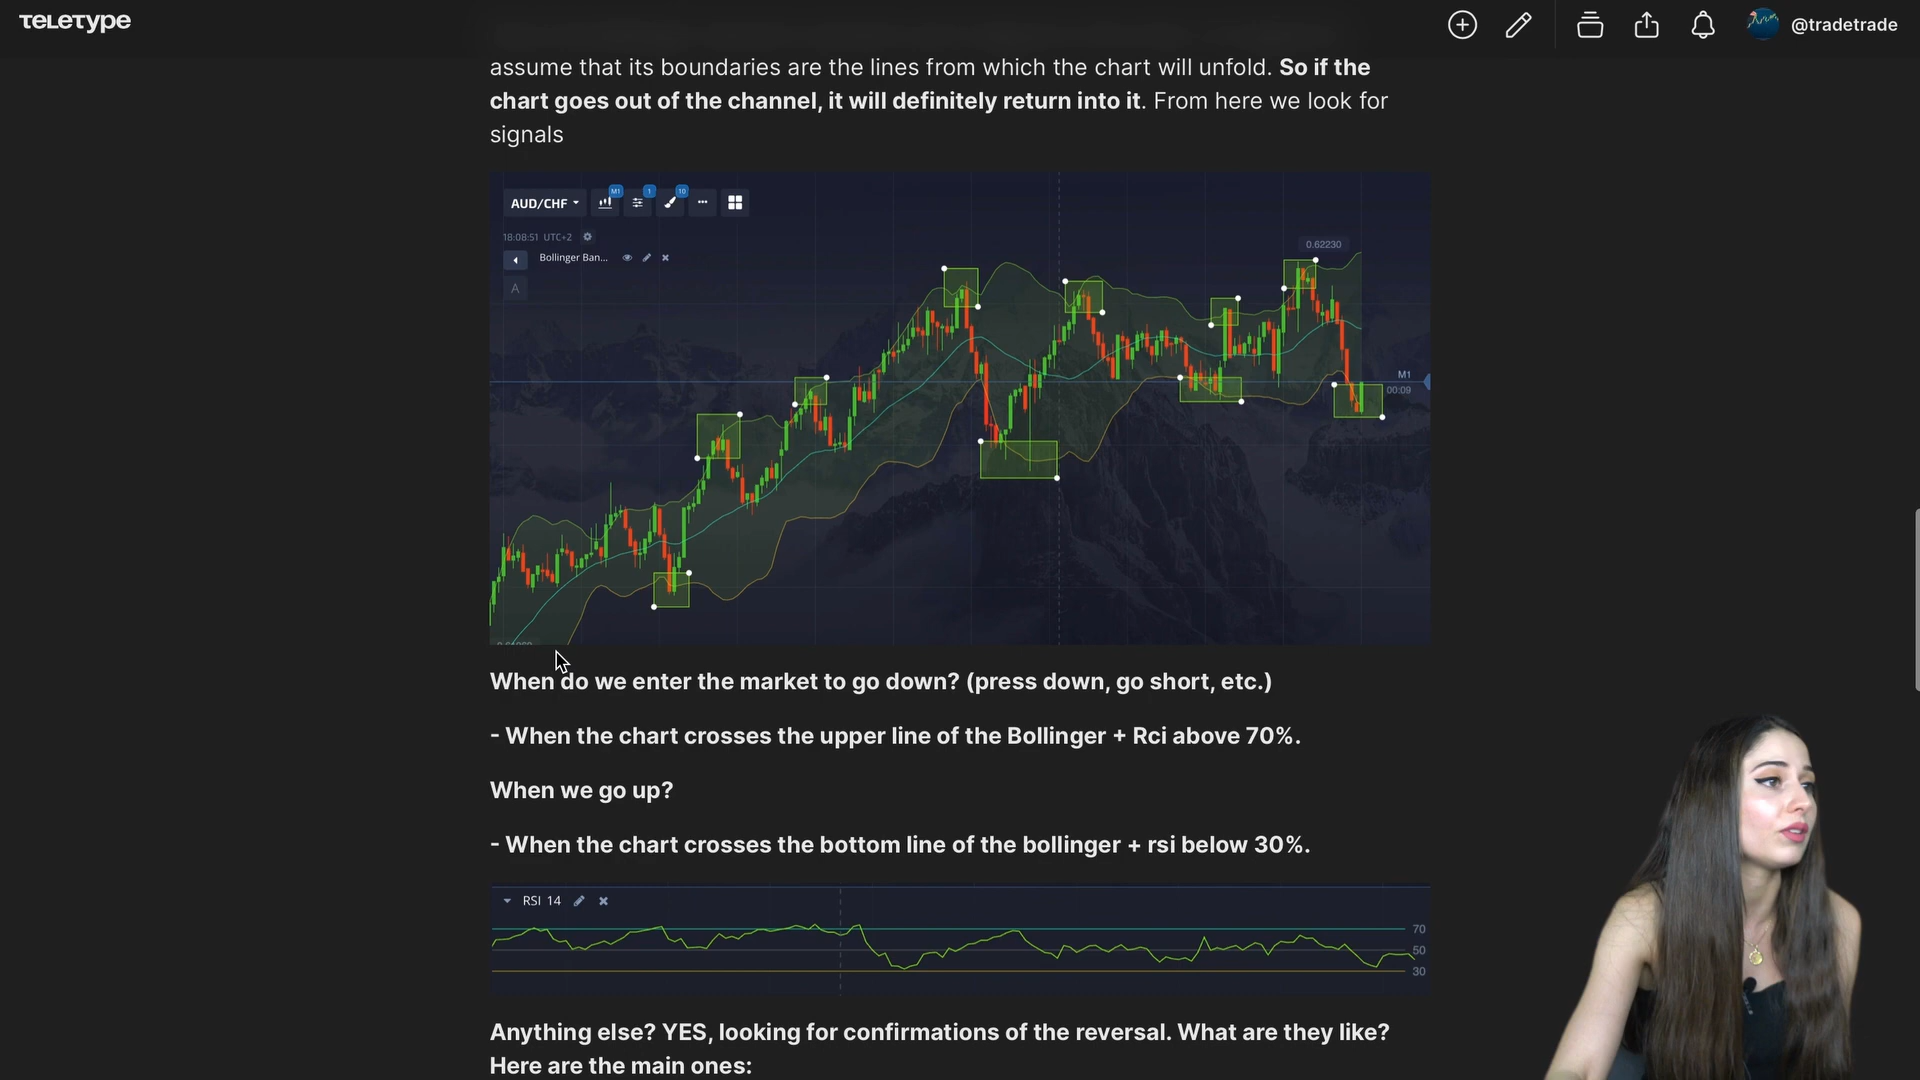 TELETYPE
@tradetrade
assume that its boundaries are the lines from which the chart will unfold. So if the
chart goes out of the channel, it will definitely return into it. From here we look for
signals
AUD/CHF
M1
1
10
18:08:51 UTC+2
Bollinger Ban...
A
0.62230
M1
00:09
When do we enter the market to go down? (press down, go short, etc.)
- When the chart crosses the upper line of the Bollinger + Rci above 70%.
When we go up?
- When the chart crosses the bottom line of the bollinger + rsi below 30%.
RSI 14
70
50
30
Anything else? YES, looking for confirmations of the reversal. What are they like?
Here are the main ones: